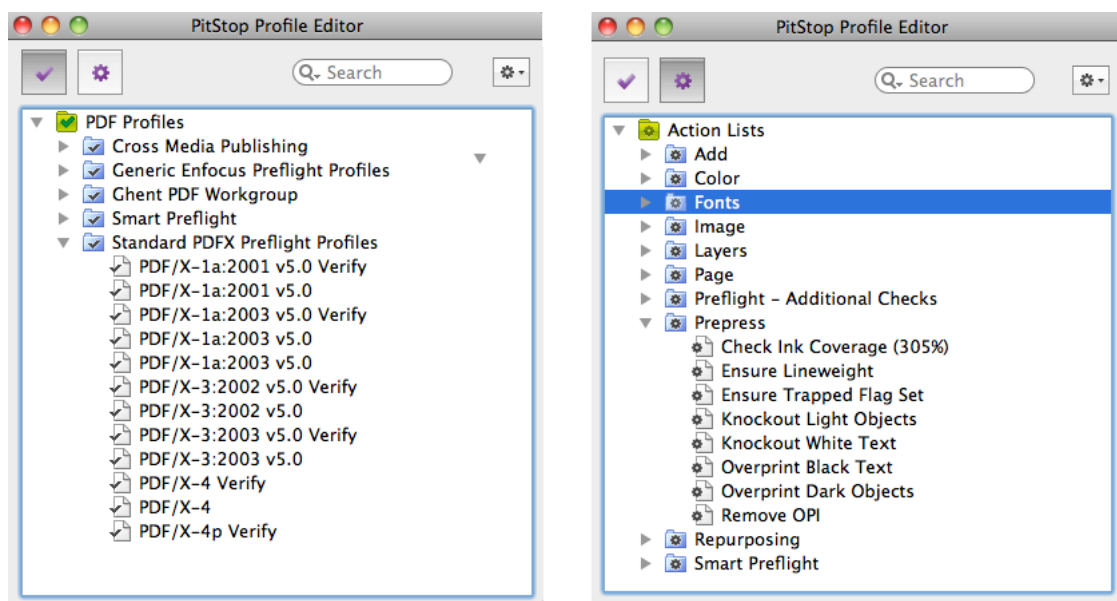 PitStop Profile Editor
Search
PDF Profiles
Cross Media Publishing
Generic Enfocus Preflight Profiles
Ghent PDF Workgroup
Smart Preflight
Standard PDFX Preflight Profiles
PDF/X-1a:2001 v5.0 Verify
PDF/X-1a:2001 v5.0
PDF/X-1a:2003 v5.0 Verify
PDF/X-1a:2003 v5.0
PDF/X-1a:2003 v5.0
PDF/X-3:2002 v5.0 Verify
PDF/X-3:2002 v5.0
PDF/X-3:2003 v5.0 Verify
PDF/X-3:2003 v5.0
PDF/X-4 Verify
PDF/X-4
PDF/X-4p Verify
PitStop Profile Editor
Search
Action Lists
Add
Color
Fonts
Image
Layers
Page
Preflight – Additional Checks
Prepress
Check Ink Coverage (305%)
Ensure Lineweight
Ensure Trapped Flag Set
Knockout Light Objects
Knockout White Text
Overprint Black Text
Overprint Dark Objects
Remove OPI
Repurposing
Smart Preflight